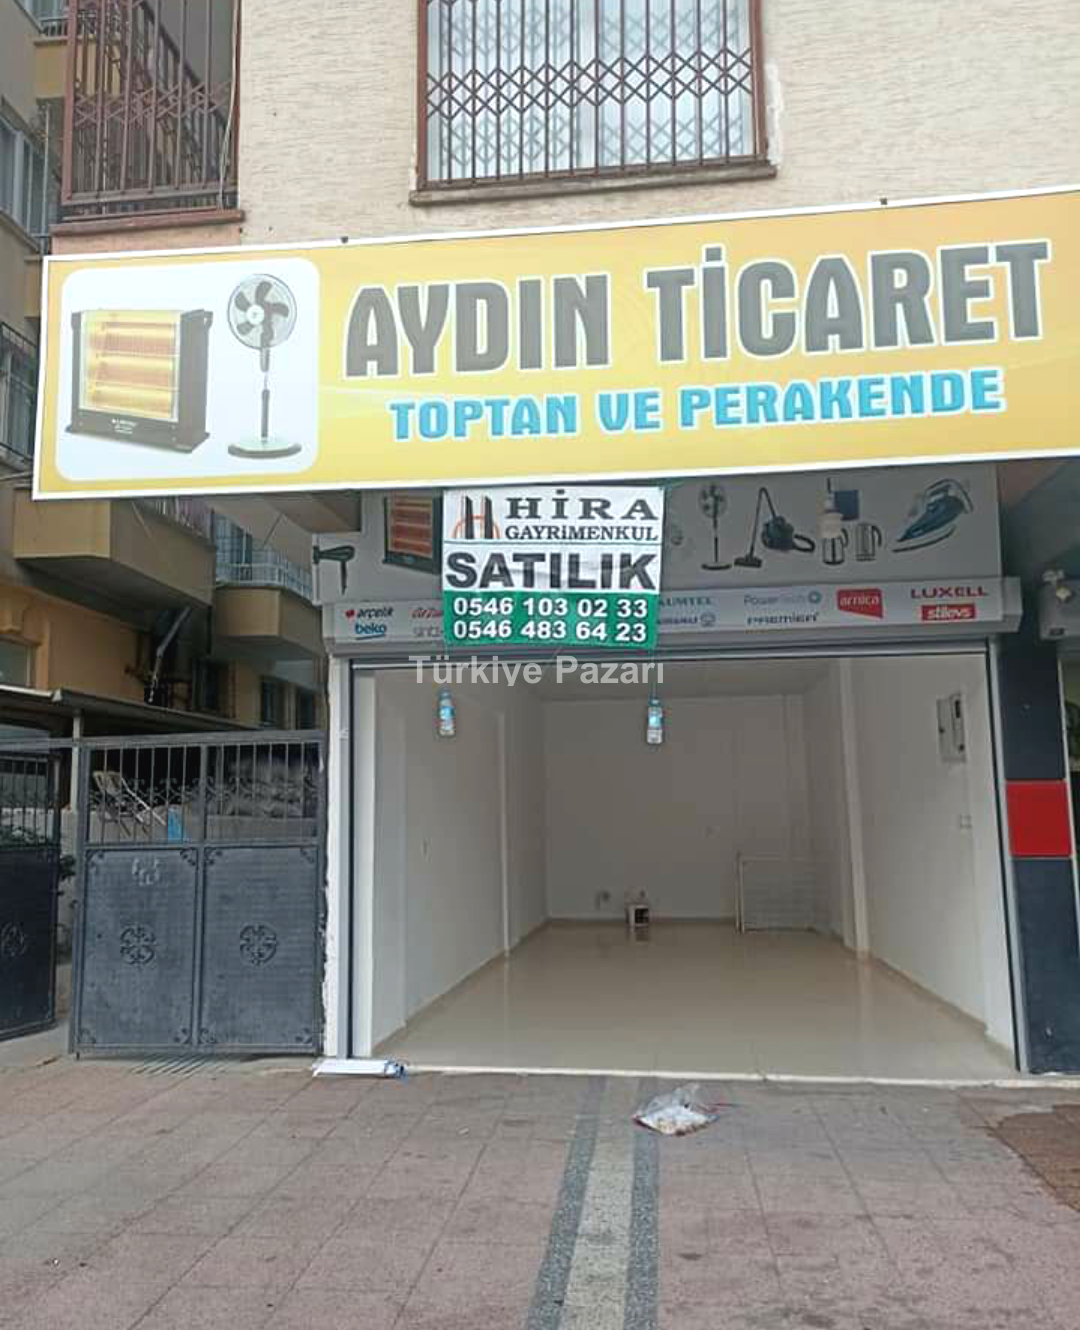 AYDIN TİCARET
TOPTAN VE PERAKENDE
HİRA
GAYRİMENKUL
SATILIK
0546 103 02 33
0546 483 64 23
arçelik
beko
arnica
LUXELL
stilevs
PREMIER
Türkiye Pazarı